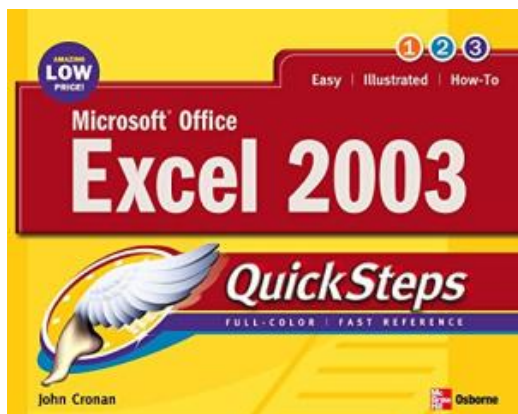 AMAZING
LOW
PRICE!
1 2 3
Easy | Illustrated | How-To
Microsoft® Office
Excel 2003
QuickSteps
FULL-COLOR | FAST REFERENCE
John Cronan
Mc
Graw
Hill
Osborne